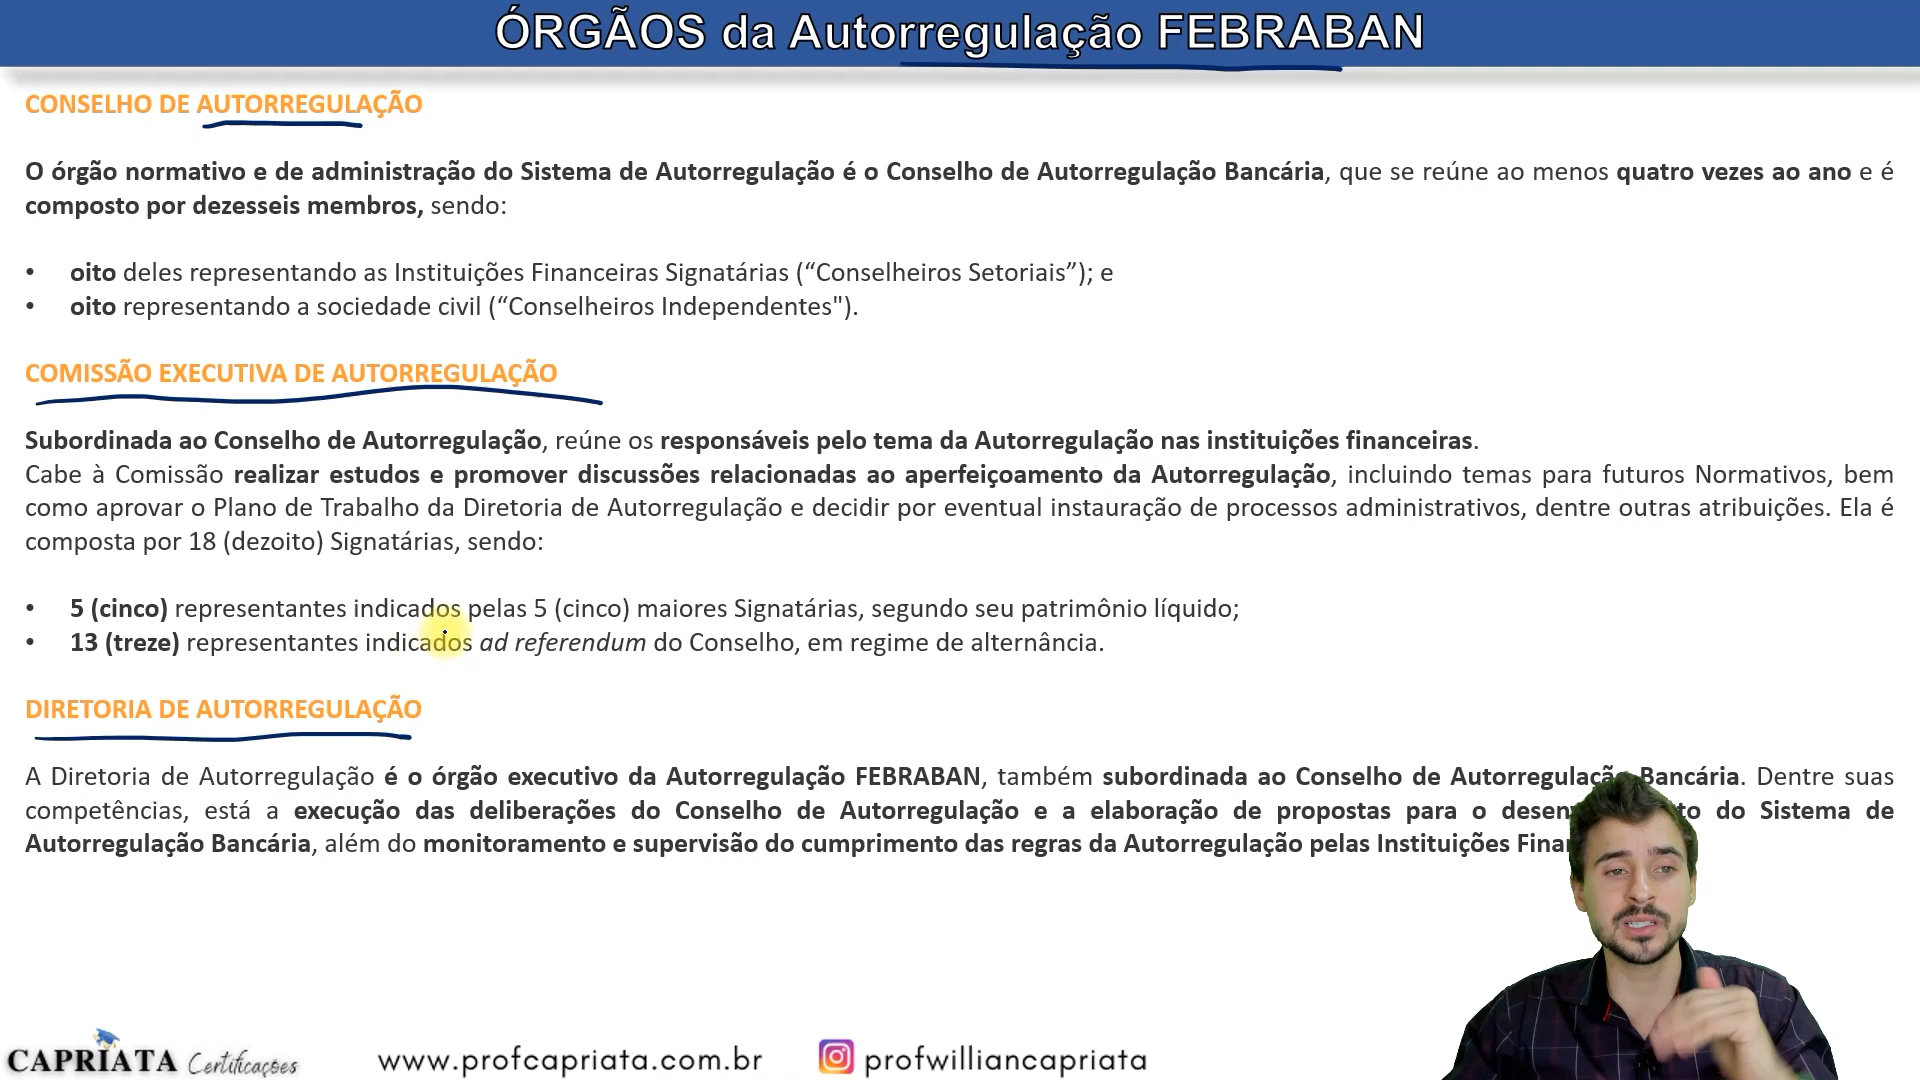 ÓRGÃOS da Autorregulação FEBRABAN
CONSELHO DE AUTORREGULAÇÃO
O órgão normativo e de administração do Sistema de Autorregulação é o Conselho de Autorregulação Bancária, que se reúne ao menos quatro vezes ao ano e é
composto por dezesseis membros, sendo:
• oito deles representando as Instituições Financeiras Signatárias (“Conselheiros Setoriais”); e
• oito representando a sociedade civil (“Conselheiros Independentes").
COMISSÃO EXECUTIVA DE AUTORREGULAÇÃO
Subordinada ao Conselho de Autorregulação, reúne os responsáveis pelo tema da Autorregulação nas instituições financeiras.
Cabe à Comissão realizar estudos e promover discussões relacionadas ao aperfeiçoamento da Autorregulação, incluindo temas para futuros Normativos, bem
como aprovar o Plano de Trabalho da Diretoria de Autorregulação e decidir por eventual instauração de processos administrativos, dentre outras atribuições. Ela é
composta por 18 (dezoito) Signatárias, sendo:
• 5 (cinco) representantes indicados pelas 5 (cinco) maiores Signatárias, segundo seu patrimônio líquido;
• 13 (treze) representantes indicados ad referendum do Conselho, em regime de alternância.
DIRETORIA DE AUTORREGULAÇÃO
A Diretoria de Autorregulação é o órgão executivo da Autorregulação FEBRABAN, também subordinada ao Conselho de Autorregulação Bancária. Dentre suas
competências, está a execução das deliberações do Conselho de Autorregulação e a elaboração de propostas para o do Sistema de
Autorregulação Bancária, além do monitoramento e supervisão do cumprimento das regras da Autorregulação pelas Instituições
CAPRIATA Certificações
www.profcapriata.com.br
profwilliancapriata